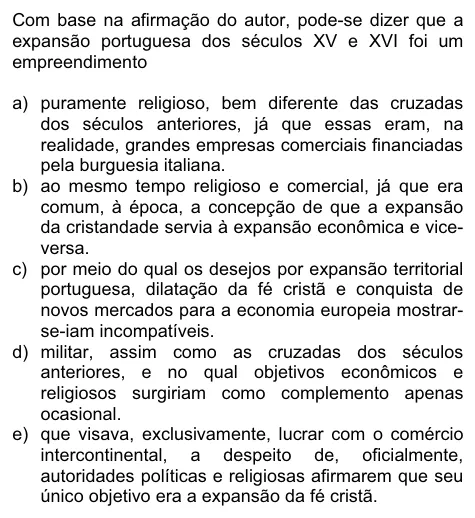 Com base na afirmação do autor, pode-se dizer que a
expansão portuguesa dos séculos XV e XVI foi um
empreendimento
a) puramente religioso, bem diferente das cruzadas
dos séculos anteriores, já que essas eram, na
realidade, grandes empresas comerciais financiadas
pela burguesia italiana.
b) ao mesmo tempo religioso e comercial, já que era
comum, à época, a concepção de que a expansão
da cristandade servia à expansão econômica e vice-
versa.
c) por meio do qual os desejos por expansão territorial
portuguesa, dilatação da fé cristã e conquista de
novos mercados para a economia europeia mostrar-
se-iam incompatíveis.
d) militar, assim como as cruzadas dos séculos
anteriores, e no qual objetivos econômicos e
religiosos surgiriam como complemento apenas
ocasional.
e) que visava, exclusivamente, lucrar com o comércio
intercontinental, a despeito de, oficialmente,
autoridades políticas e religiosas afirmarem que seu
único objetivo era a expansão da fé cristã.